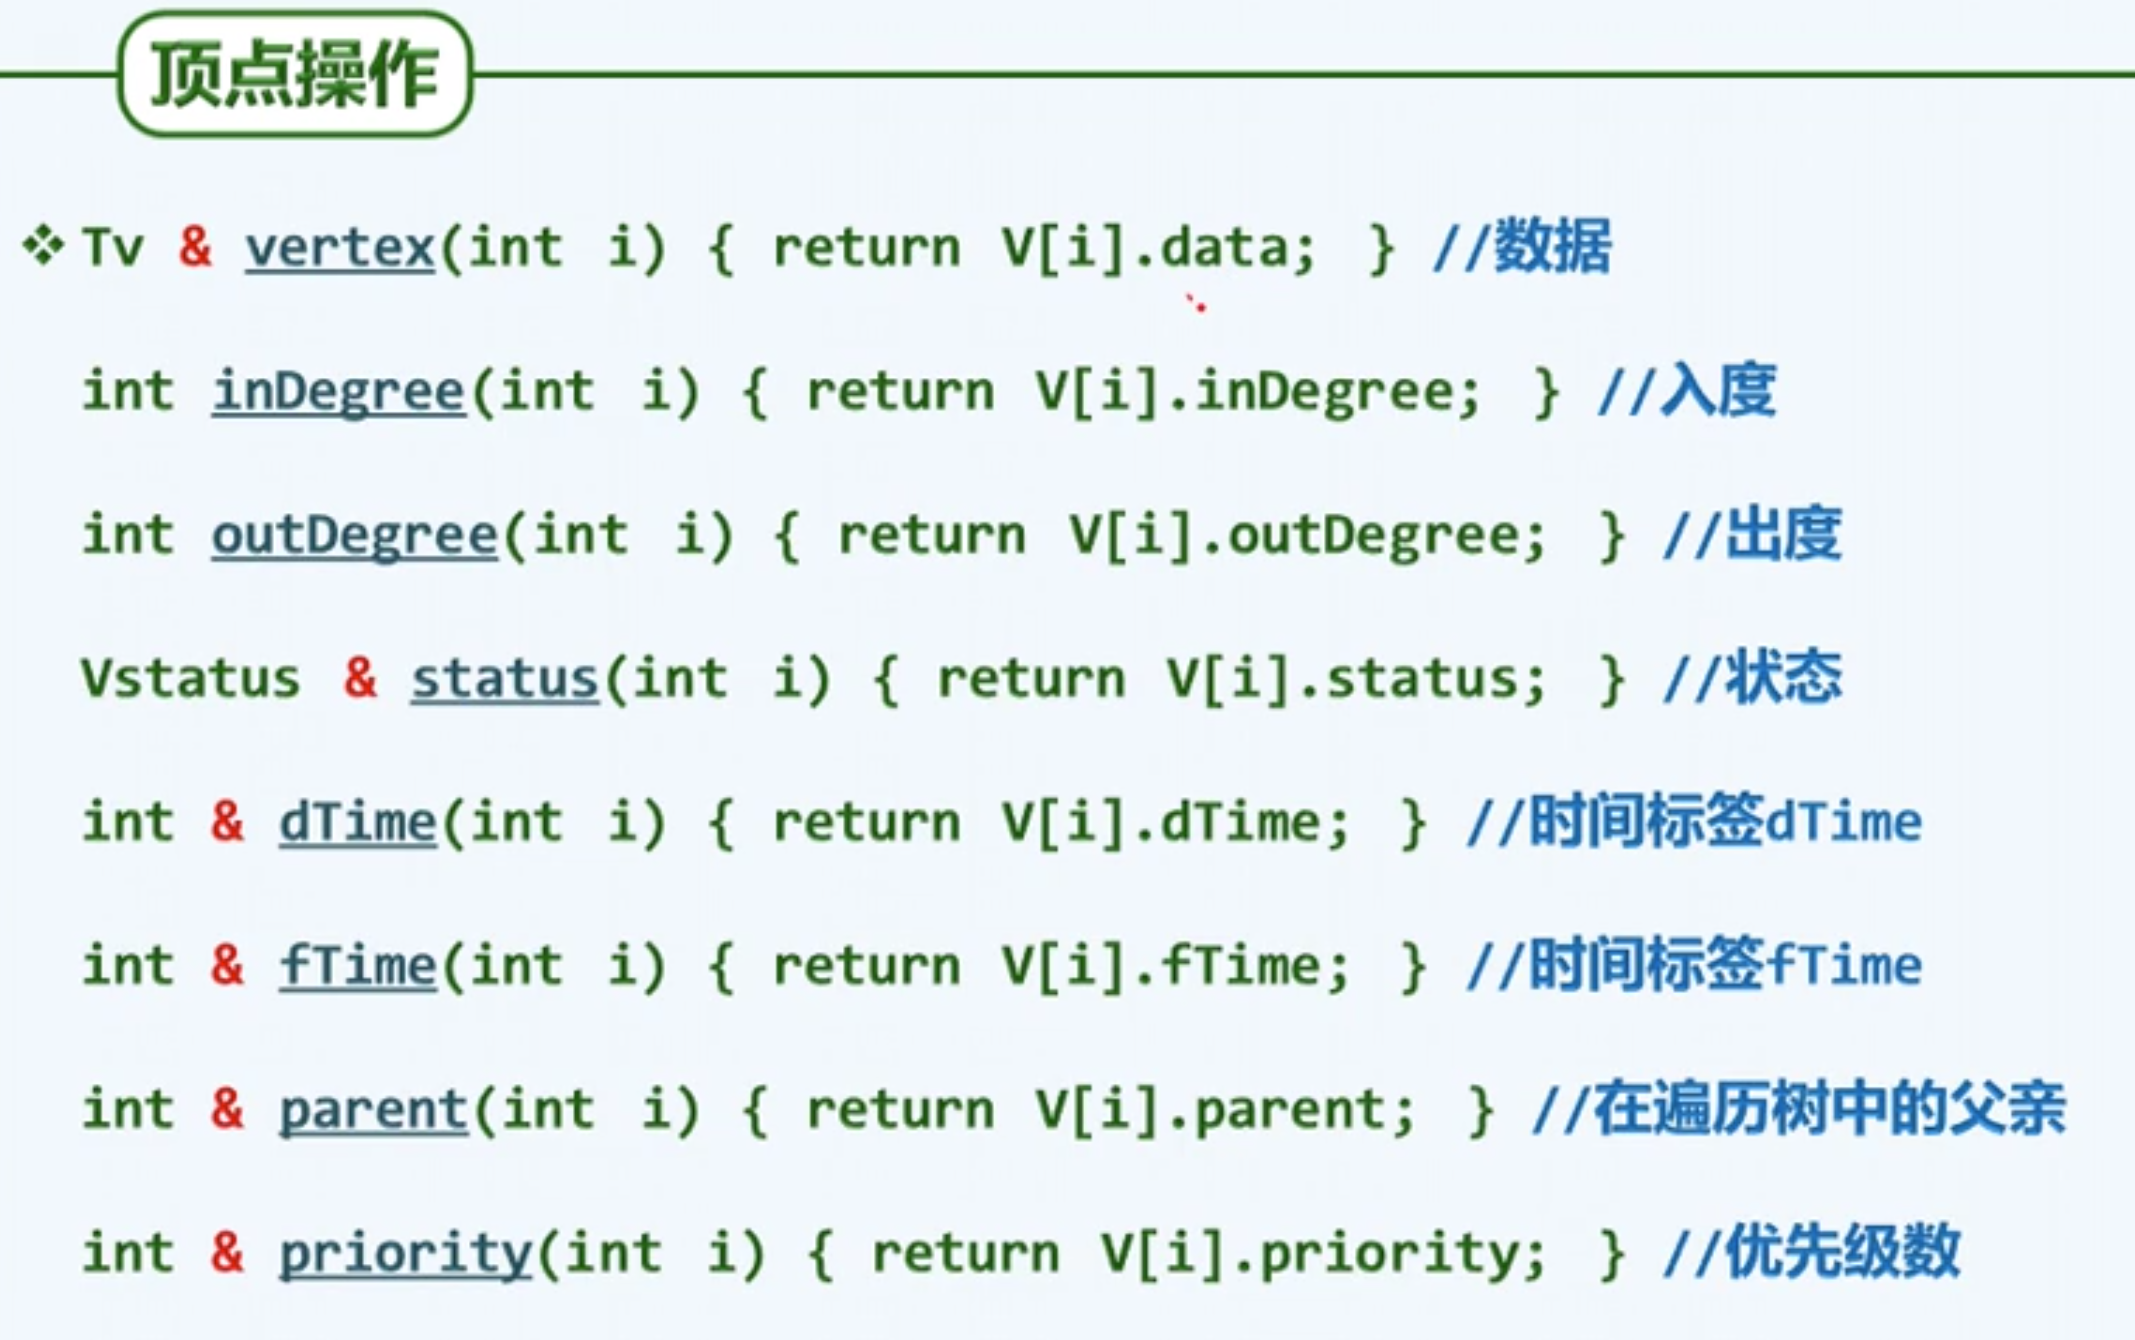 顶点操作
❖ Tv & vertex(int i) { return V[i].data; } //数据
int inDegree(int i) { return V[i].inDegree; } //入度
int outDegree(int i) { return V[i].outDegree; } //出度
Vstatus & status(int i) { return V[i].status; } //状态
int & dTime(int i) { return V[i].dTime; } //时间标签dTime
int & fTime(int i) { return V[i].fTime; } //时间标签fTime
int & parent(int i) { return V[i].parent; } //在遍历树中的父亲
int & priority(int i) { return V[i].priority; } //优先级数